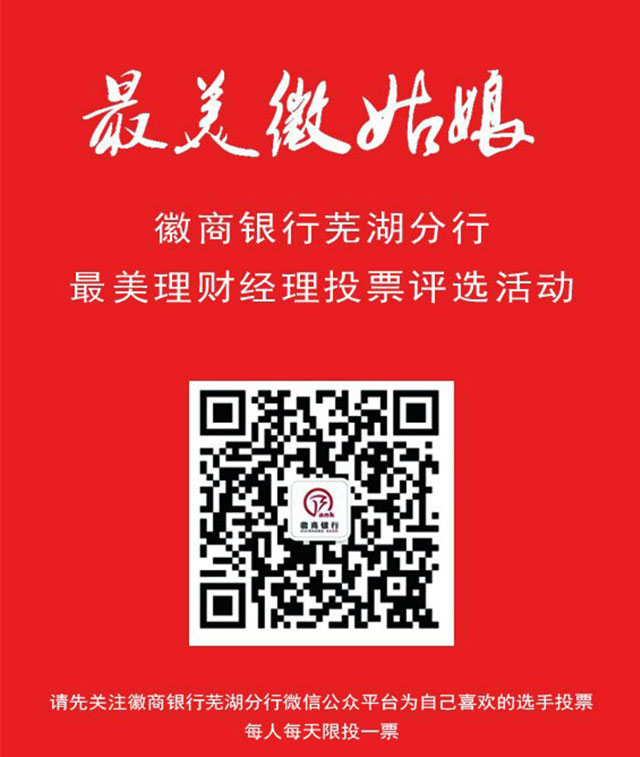 最美徽姑娘
徽商银行芜湖分行
最美理财经理投票评选活动
ank
徽商银行
HUISHANG BANK
请先关注徽商银行芜湖分行微信公众平台为自己喜欢的选手投票
每人每天限投一票